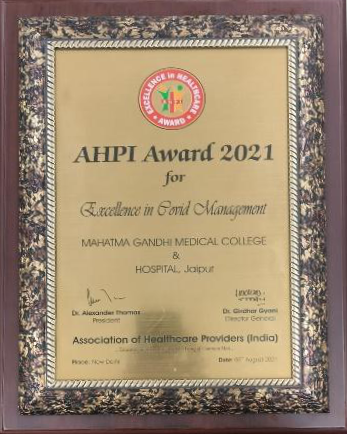 EXCELLENCE in HEALTHCARE
AWARD
AHPI Award 2021
for
Excellence in Covid Management
MAHATMA GANDHI MEDICAL COLLEGE
&
HOSPITAL, Jaipur
Dr. Alexander Thomas
President
Dr. Girdhar Gyani
Director General
Association of Healthcare Providers (India)
Place: New Delhi
Date: August 2021